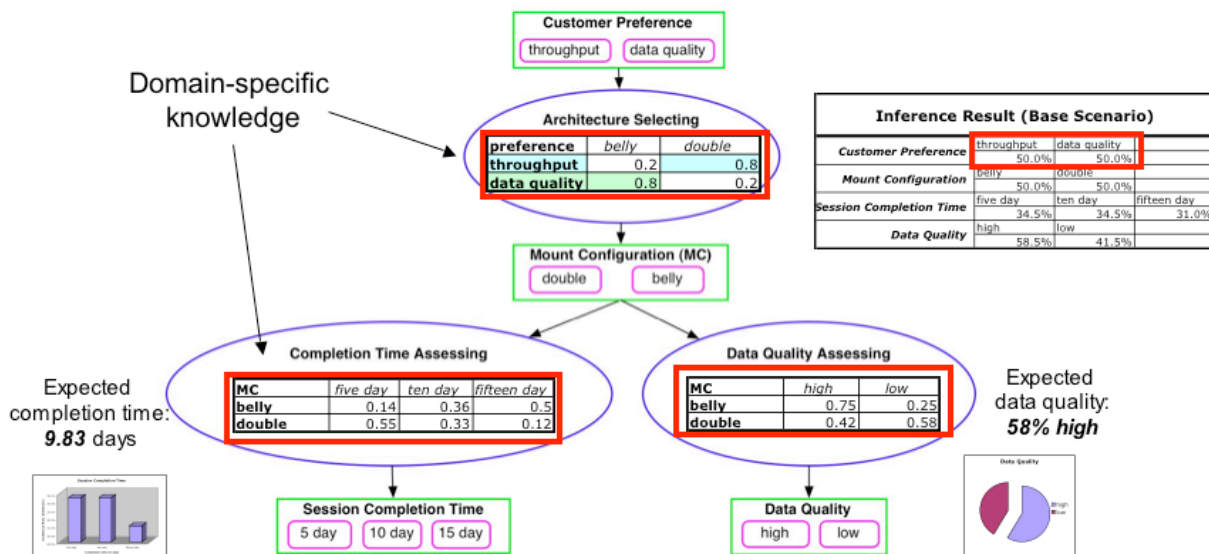 Customer Preference
throughput data quality
Domain-specific
knowledge
Architecture Selecting
preference belly double
throughput 0.2 0.8
data quality 0.8 0.2
Inference Result (Base Scenario)
Customer Preference throughput data quality
50.0% 50.0%
Mount Configuration belly double
50.0% 50.0%
Session Completion Time five day ten day fifteen day
34.5% 34.5% 31.0%
Data Quality high low
58.5% 41.5%
Mount Configuration (MC)
double belly
Completion Time Assessing
MC five day ten day fifteen day
belly 0.14 0.36 0.5
double 0.55 0.33 0.12
Data Quality Assessing
MC high low
belly 0.75 0.25
double 0.42 0.58
Expected
completion time:
9.83 days
Expected
data quality:
58% high
Session Completion Time
Data Quality
high
low
Session Completion Time
5 day 10 day 15 day
Data Quality
high low